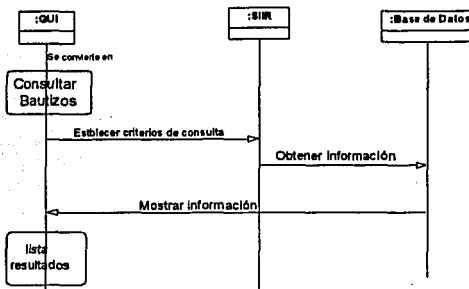 :GUI
:SIIR
:Base de Datos
Se convierte en
Consultar
Bautizos
Estblecer criterios de consulta
Obtener información
Mostrar información
lista
resultados